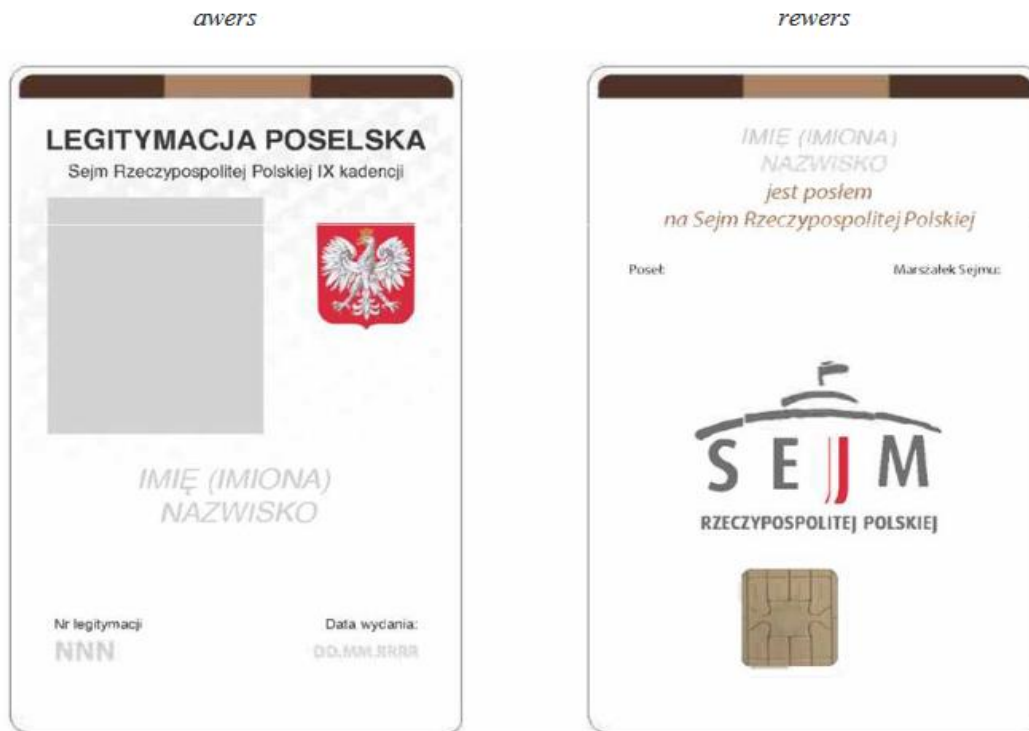 awers
LEGITYMACJA POSELSKA
Sejm Rzeczypospolitej Polskiej IX kadencji
IMIĘ (IMIONA)
NAZWISKO
Nr legitymacji
NNN
Data wydania:
DD.MM.RRRR
rewers
IMIĘ (IMIONA)
NAZWISKO
jest posłem
na Sejm Rzeczypospolitej Polskiej
Poseł:
Marszałek Sejmu:
SEJM
RZECZYPOSPOLITEJ POLSKIEJ